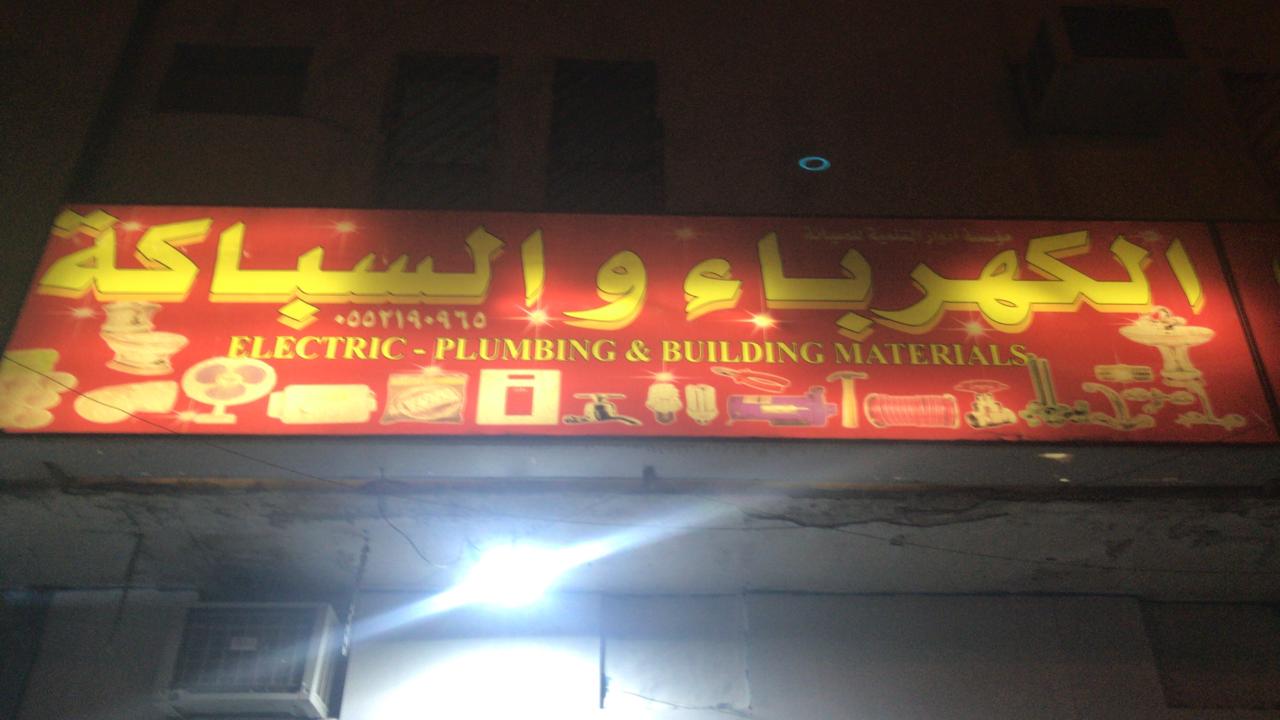 الكهرباء والسباكة
٠٥٥٢١٩٠٩٦٥
ELECTRIC - PLUMBING & BUILDING MATERIALS